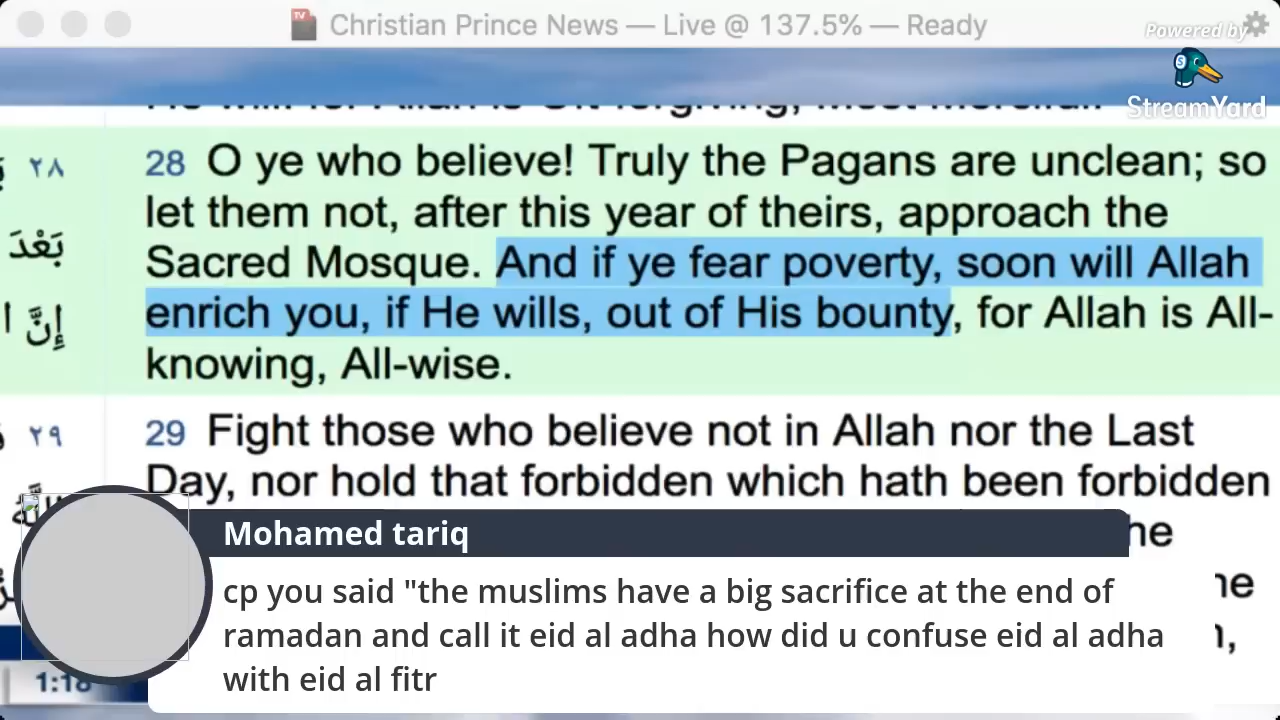 Christian Prince News — Live @ 137.5% — Ready
Powered by
StreamYard
28 O ye who believe! Truly the Pagans are unclean; so
let them not, after this year of theirs, approach the
Sacred Mosque. And if ye fear poverty, soon will Allah
enrich you, if He wills, out of His bounty, for Allah is All-
knowing, All-wise.
٢٨
بَعْدَ
إِنَّ
29 Fight those who believe not in Allah nor the Last
Day, nor hold that forbidden which hath been forbidden
٢٩
Mohamed tariq
cp you said "the muslims have a big sacrifice at the end of
ramadan and call it eid al adha how did u confuse eid al adha
with eid al fitr
1:18